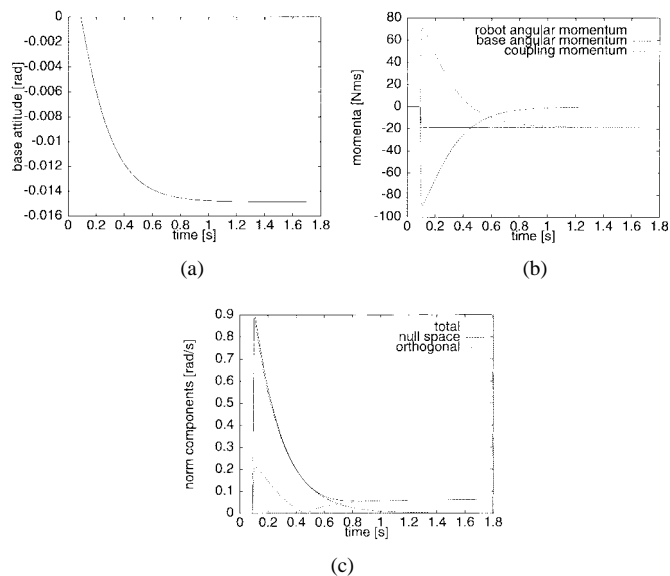 0
-0.002
-0.004
-0.006
-0.008
-0.01
-0.012
-0.014
-0.016
base attitude [rad]
0 0.2 0.4 0.6 0.8 1 1.2 1.4 1.6 1.8
time [s]
(a)
80
60
40
20
0
-20
-40
-60
-80
-100
momenta [Nms]
robot angular momentum
base angular momentum
coupling momentum
0 0.2 0.4 0.6 0.8 1 1.2 1.4 1.6 1.8
time [s]
(b)
0.9
0.8
0.7
0.6
0.5
0.4
0.3
0.2
0.1
0
norm components [rad/s]
total
null space
orthogonal
0 0.2 0.4 0.6 0.8 1 1.2 1.4 1.6 1.8
time [s]
(c)